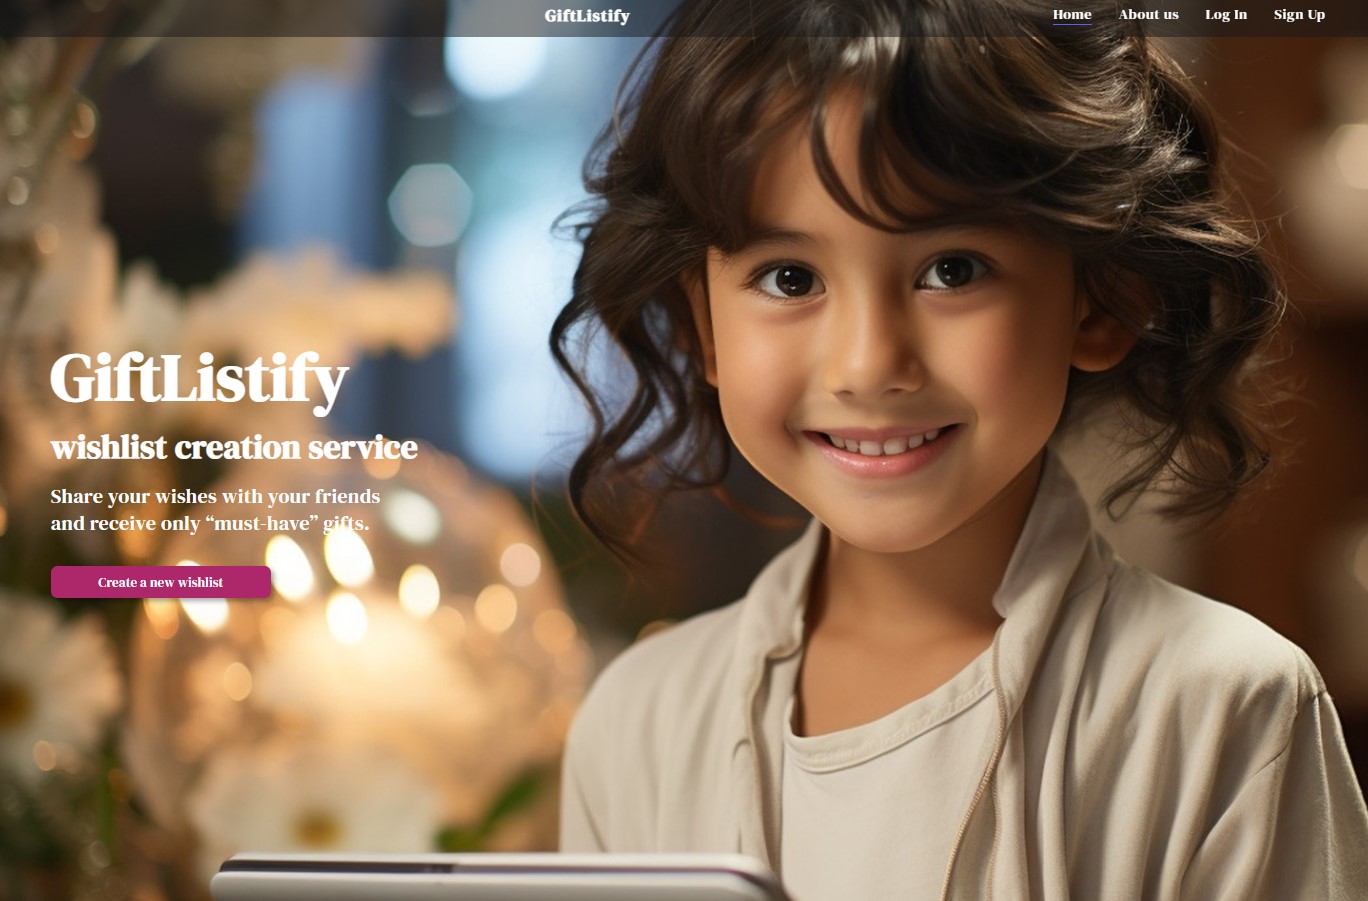 GiftListify
Home About us Log In Sign Up
GiftListify
wishlist creation service
Share your wishes with your friends
and receive only “must-have” gifts.
Create a new wishlist